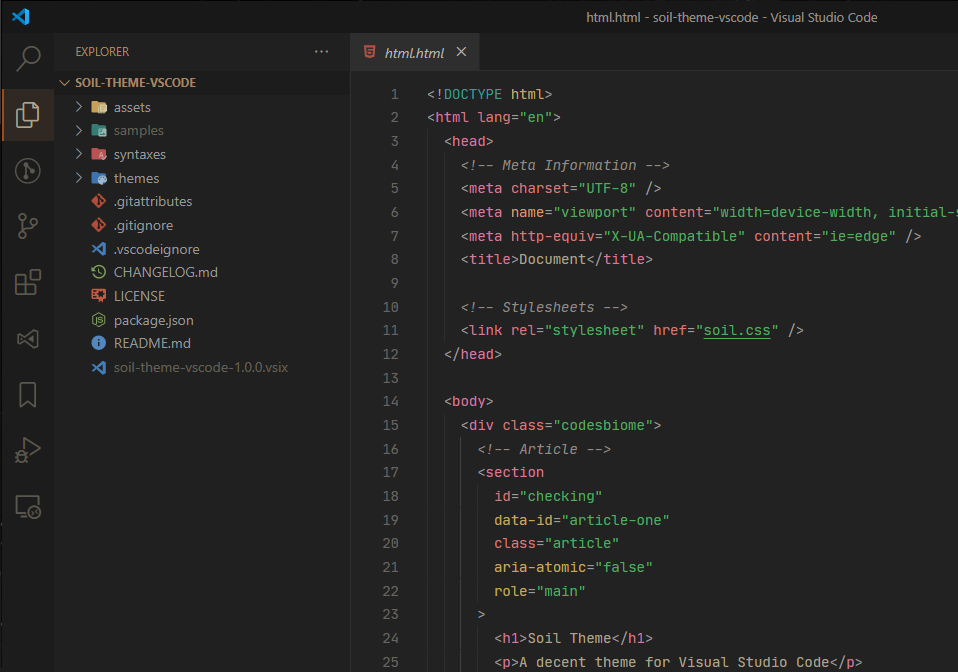 html.html - soil-theme-vscode - Visual Studio Code
EXPLORER
SOIL-THEME-VSCODE
assets
samples
syntaxes
themes
.gitattributes
.gitignore
.vscodeignore
CHANGELOG.md
LICENSE
package.json
README.md
soil-theme-vscode-1.0.0.vsix
html.html
1 <!DOCTYPE html>
2 <html lang="en">
3 <head>
4 <!-- Meta Information -->
5 <meta charset="UTF-8" />
6 <meta name="viewport" content="width=device-width, initial-s
7 <meta http-equiv="X-UA-Compatible" content="ie=edge" />
8 <title>Document</title>
9
10 <!-- Stylesheets -->
11 <link rel="stylesheet" href="soil.css" />
12 </head>
13
14 <body>
15 <div class="codesbiome">
16 <!-- Article -->
17 <section
18 id="checking"
19 data-id="article-one"
20 class="article"
21 aria-atomic="false"
22 role="main"
23 >
24 <h1>Soil Theme</h1>
25 <p>A decent theme for Visual Studio Code</p>